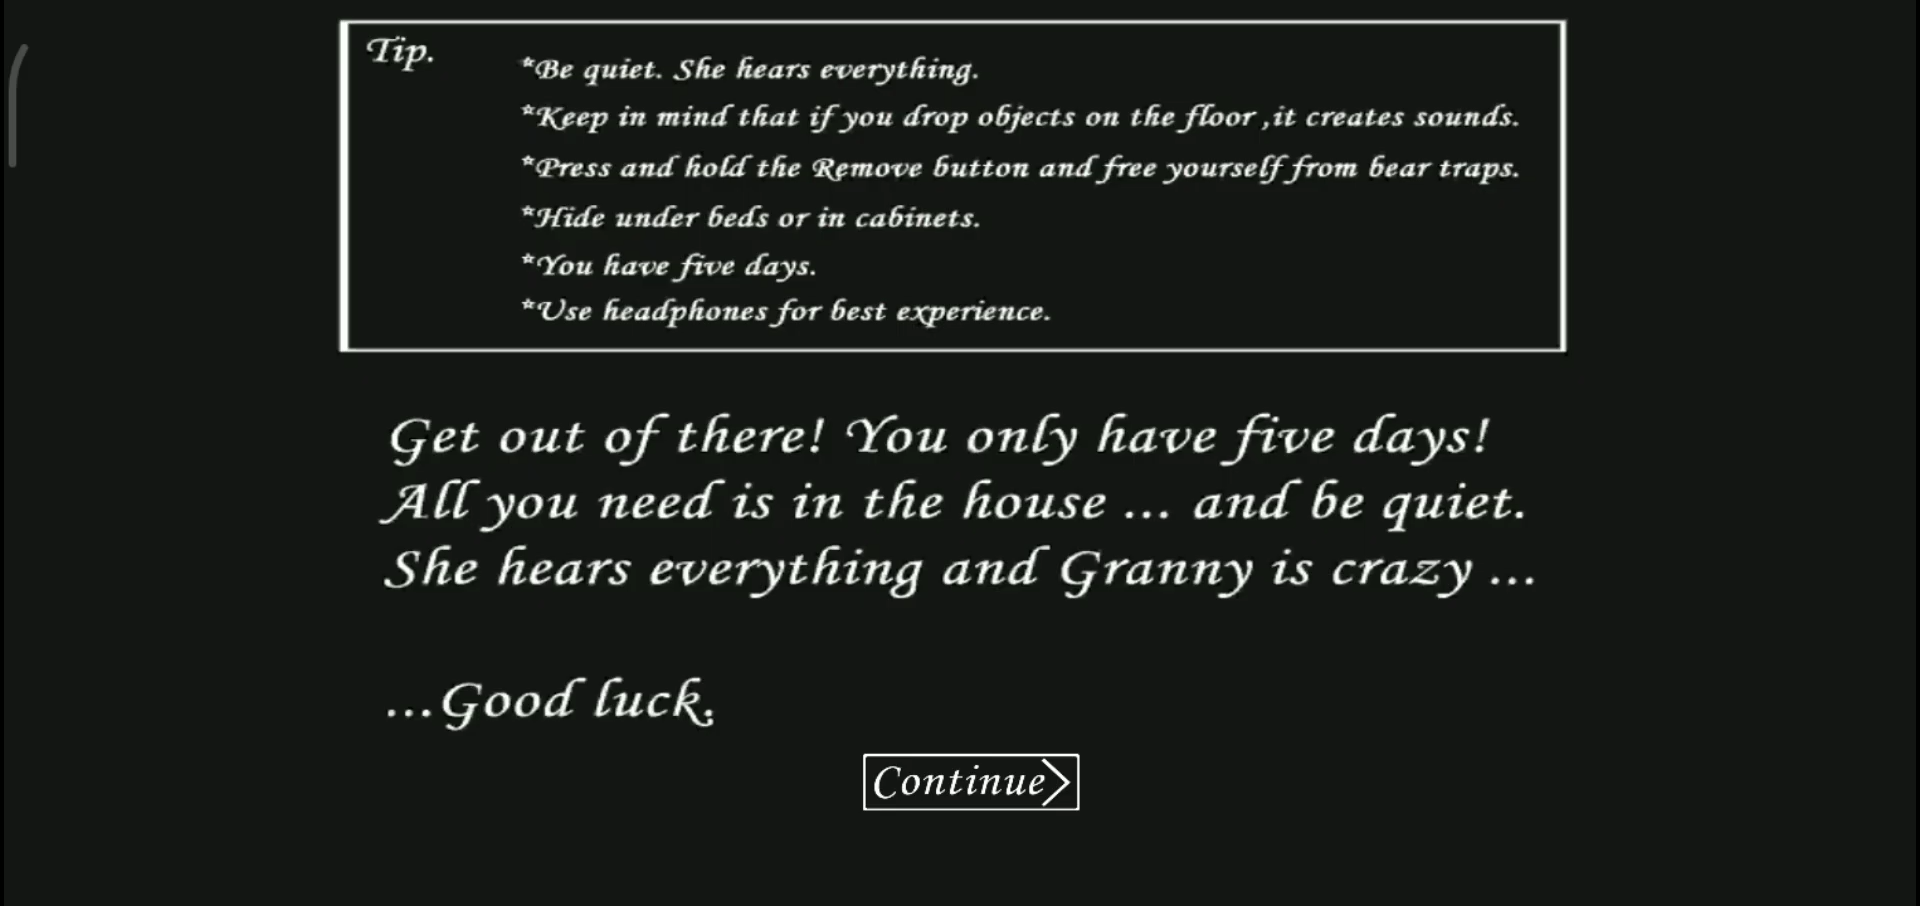 Tip.
*Be quiet. She hears everything.
*Keep in mind that if you drop objects on the floor ,it creates sounds.
*Press and hold the Remove button and free yourself from bear traps.
*Hide under beds or in cabinets.
*You have five days.
*Use headphones for best experience.
Get out of there! You only have five days!
All you need is in the house ... and be quiet.
She hears everything and Granny is crazy ...
...Good luck.
Continue